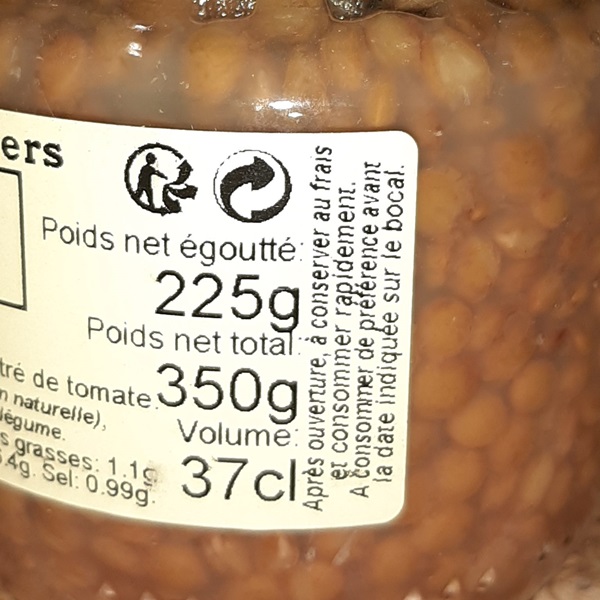 ers
Poids net égoutté:
225g
Poids net total:
350g
Volume:
37cl
tré de tomate.
n naturelle),
légume.
s grasses: 1.1g
.4g. Sel: 0.99g.
Après ouverture, à conserver au frais
et consommer rapidement.
A consommer de préférence avant
la date indiquée sur le bocal.